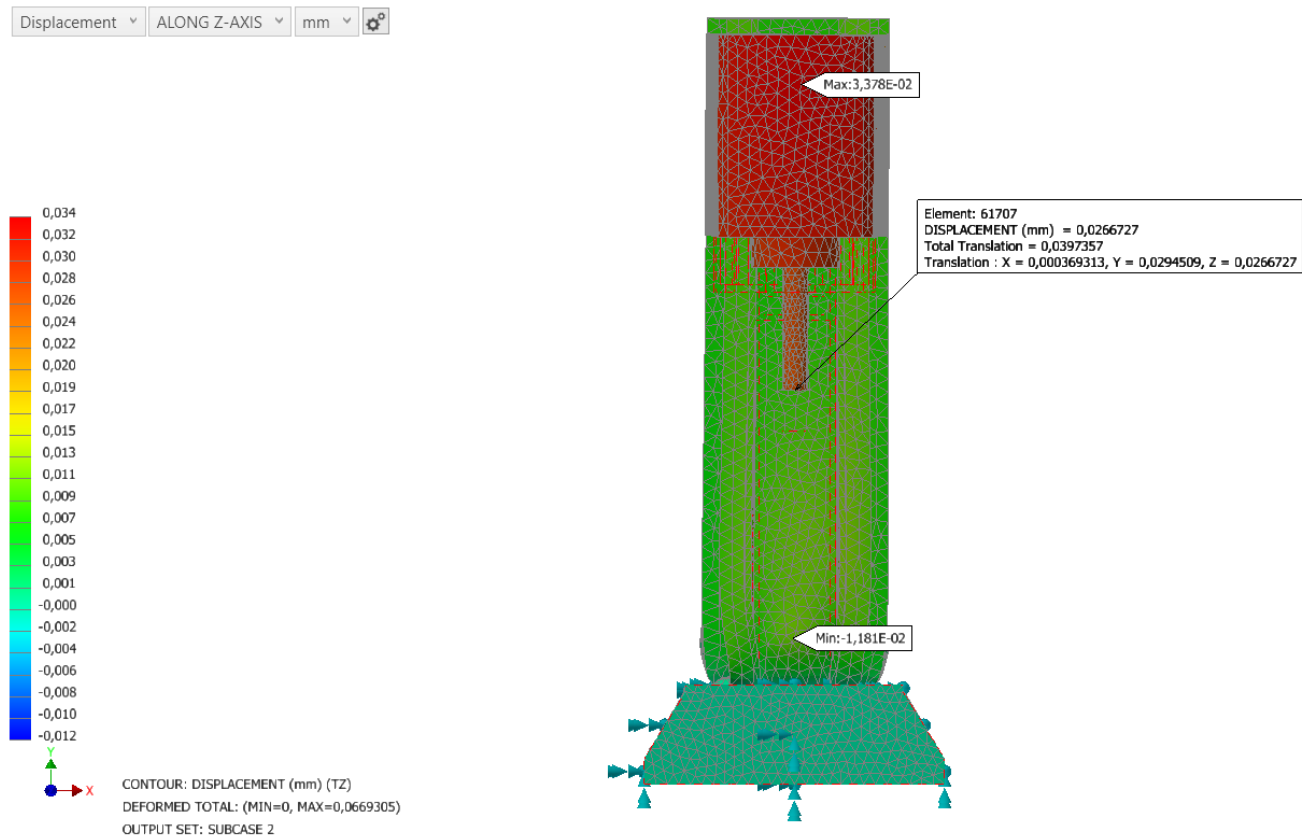 Displacement ALONG Z-AXIS mm
Max:3,378E-02
Element: 61707
DISPLACEMENT (mm) = 0,0266727
Total Translation = 0,0397357
Translation : X = 0,000369313, Y = 0,0294509, Z = 0,0266727
0,034
0,032
0,030
0,028
0,026
0,024
0,022
0,020
0,019
0,017
0,015
0,013
0,011
0,009
0,007
0,005
0,003
0,001
-0,000
-0,002
-0,004
-0,006
-0,008
-0,010
-0,012
Min:-1,181E-02
Y
X
CONTOUR: DISPLACEMENT (mm) (TZ)
DEFORMED TOTAL: (MIN=0, MAX=0,0669305)
OUTPUT SET: SUBCASE 2